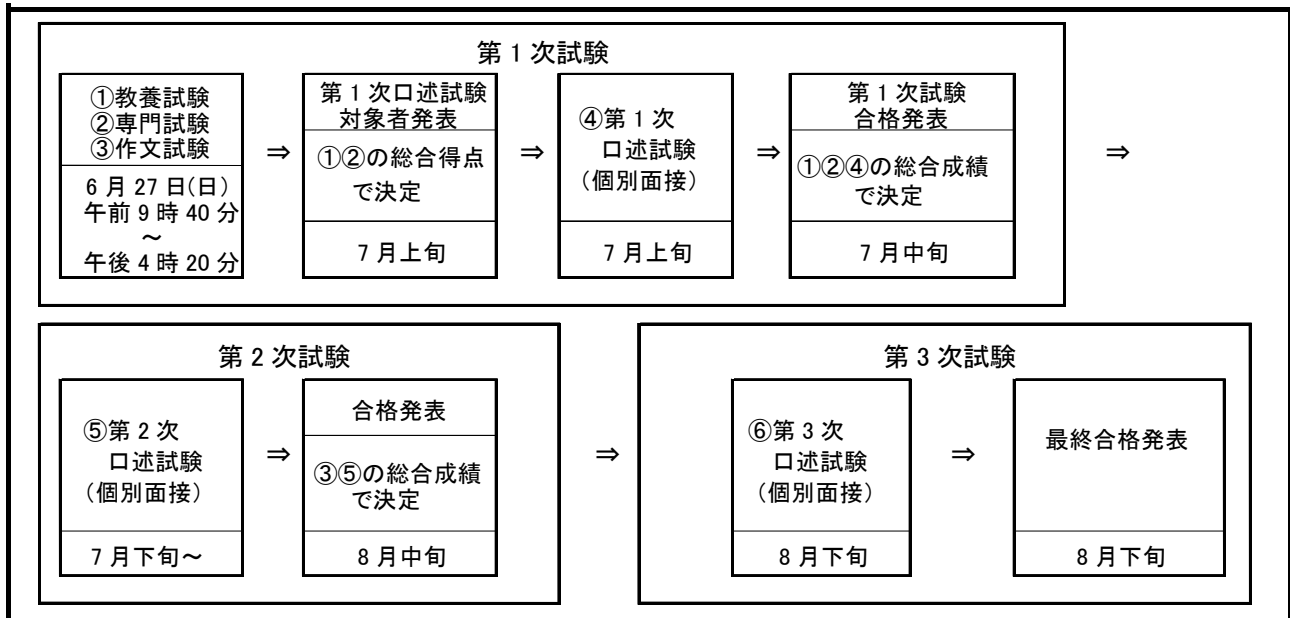 第１次試験
①教養試験
②専門試験
③作文試験
6月27日(日)
午前9時40分
～
午後4時20分
⇒
第１次口述試験
対象者発表
①②の総合得点
で決定
7月上旬
⇒
④第１次
口述試験
（個別面接）
7月上旬
⇒
第１次試験
合格発表
①②④の総合成績
で決定
7月中旬
⇒
第２次試験
⑤第２次
口述試験
（個別面接）
7月下旬～
⇒
合格発表
③⑤の総合成績
で決定
8月中旬
⇒
第３次試験
⑥第３次
口述試験
（個別面接）
8月下旬
⇒
最終合格発表
8月下旬